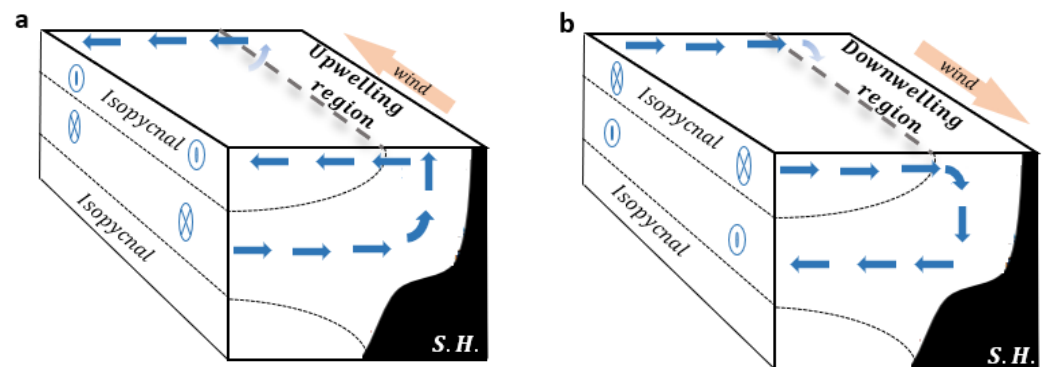 a
Upwelling
region
wind
Isopycnal
Isopycnal
S.H.
b
Downwelling
region
wind
Isopycnal
Isopycnal
S.H.